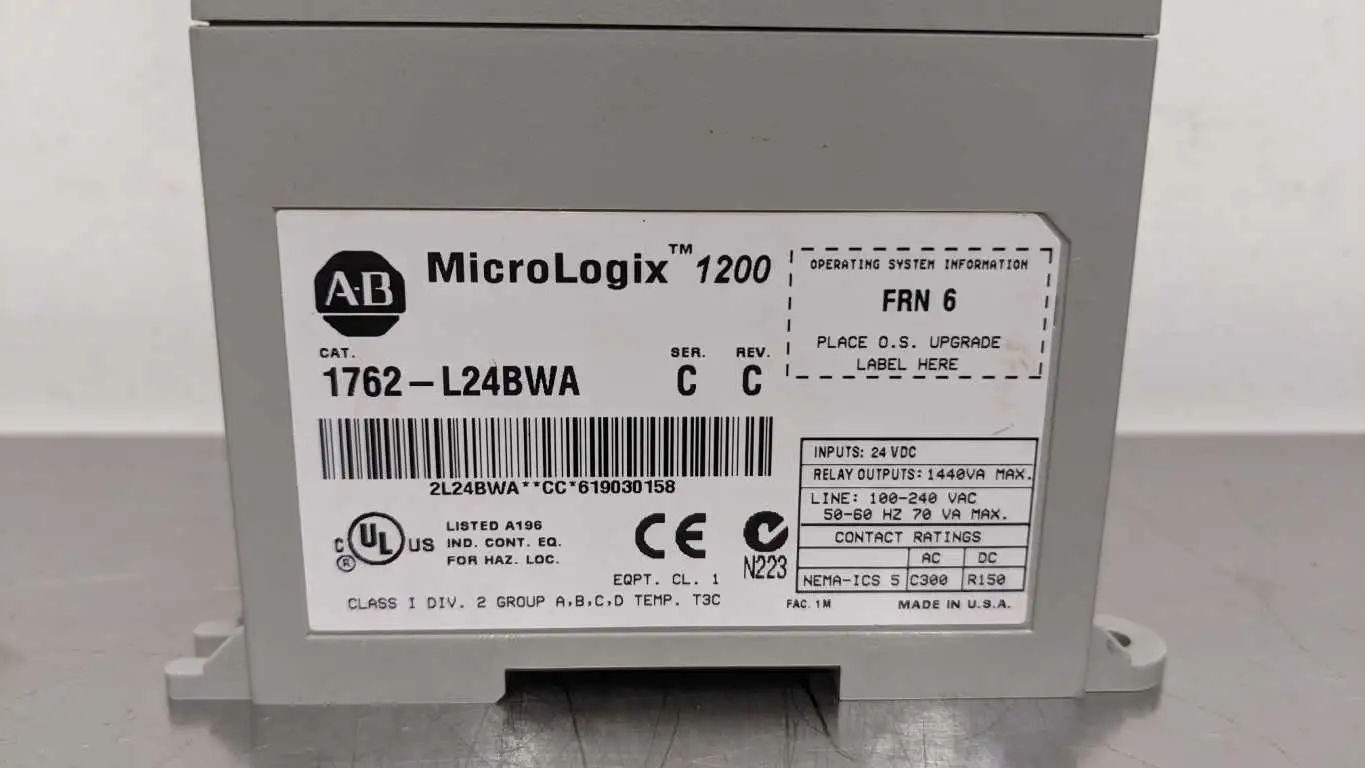 A-B
MicroLogix™ 1200
CAT.
1762-L24BWA
SER.
C
REV.
C
OPERATING SYSTEM INFORMATION
FRN 6
PLACE O.S. UPGRADE
LABEL HERE
2L24BWA**CC*619030158
C UL US
®
LISTED A196
IND. CONT. EQ.
FOR HAZ. LOC.
CE
N223
EQPT. CL. 1
CLASS I DIV. 2 GROUP A,B,C,D TEMP. T3C
INPUTS: 24 VDC
RELAY OUTPUTS: 1440VA MAX.
LINE: 100-240 VAC
50-60 HZ 70 VA MAX.
CONTACT RATINGS
AC DC
NEMA-ICS 5 C300 R150
FAC. 1M
MADE IN U.S.A.